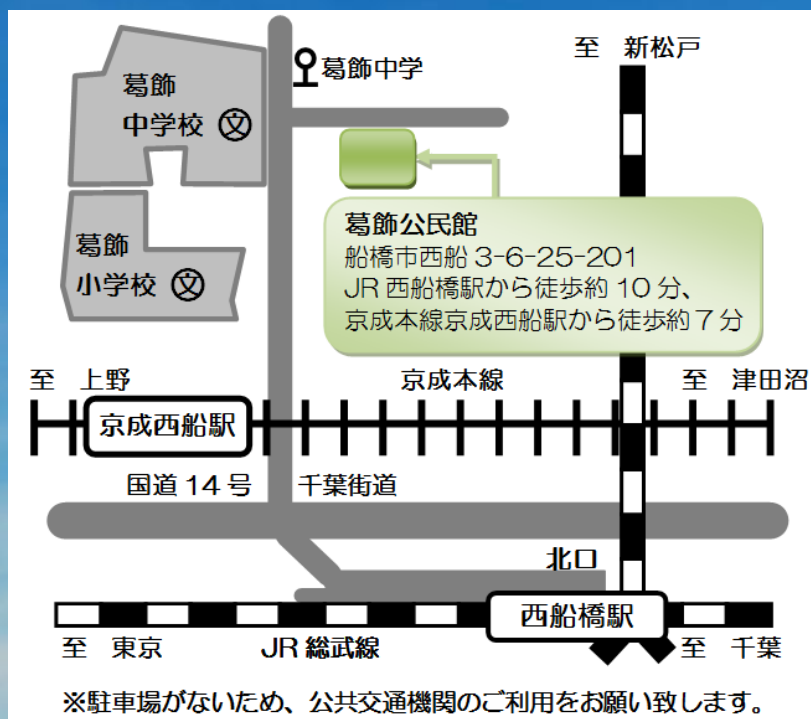 至 新松戸
葛飾中学
葛飾
中学校 文
葛飾公民館
船橋市西船 3-6-25-201
JR 西船橋駅から徒歩約 10 分、
京成本線京成西船駅から徒歩約 7 分
葛飾
小学校 文
至 上野
京成本線
至 津田沼
京成西船駅
国道 14 号
千葉街道
北口
西船橋駅
至 東京
JR 総武線
至 千葉
※駐車場がないため、公共交通機関のご利用をお願い致します。